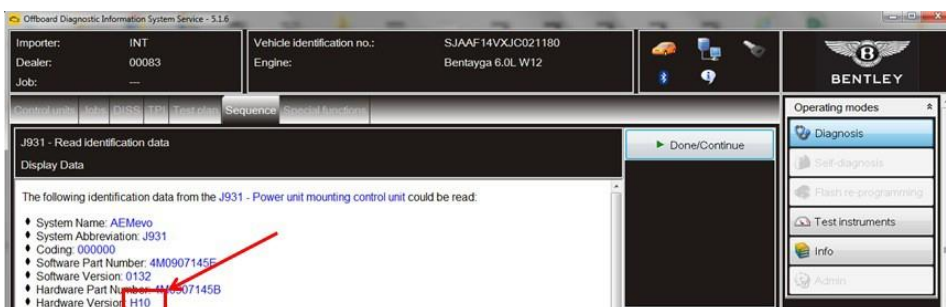 Offboard Diagnostic Information System Service - 5.1.6
Importer: INT
Dealer: 00083
Job: ---
Vehicle identification no.: SJAAF14VXJC021180
Engine: Bentayga 6.0L W12
BENTLEY
Control units Jobs DISS TPI Test plan Sequence Special functions
J931 - Read identification data
Display Data
Done/Continue
The following identification data from the J931 - Power unit mounting control unit could be read:
System Name: AEMevo
System Abbreviation: J931
Coding: 000000
Software Part Number: 4M0907145E
Software Version: 0132
Hardware Part Number: 4M0907145B
Hardware Version: H10
Operating modes
Diagnosis
Self-diagnosis
Flash re-programming
Test instruments
Info
Admin